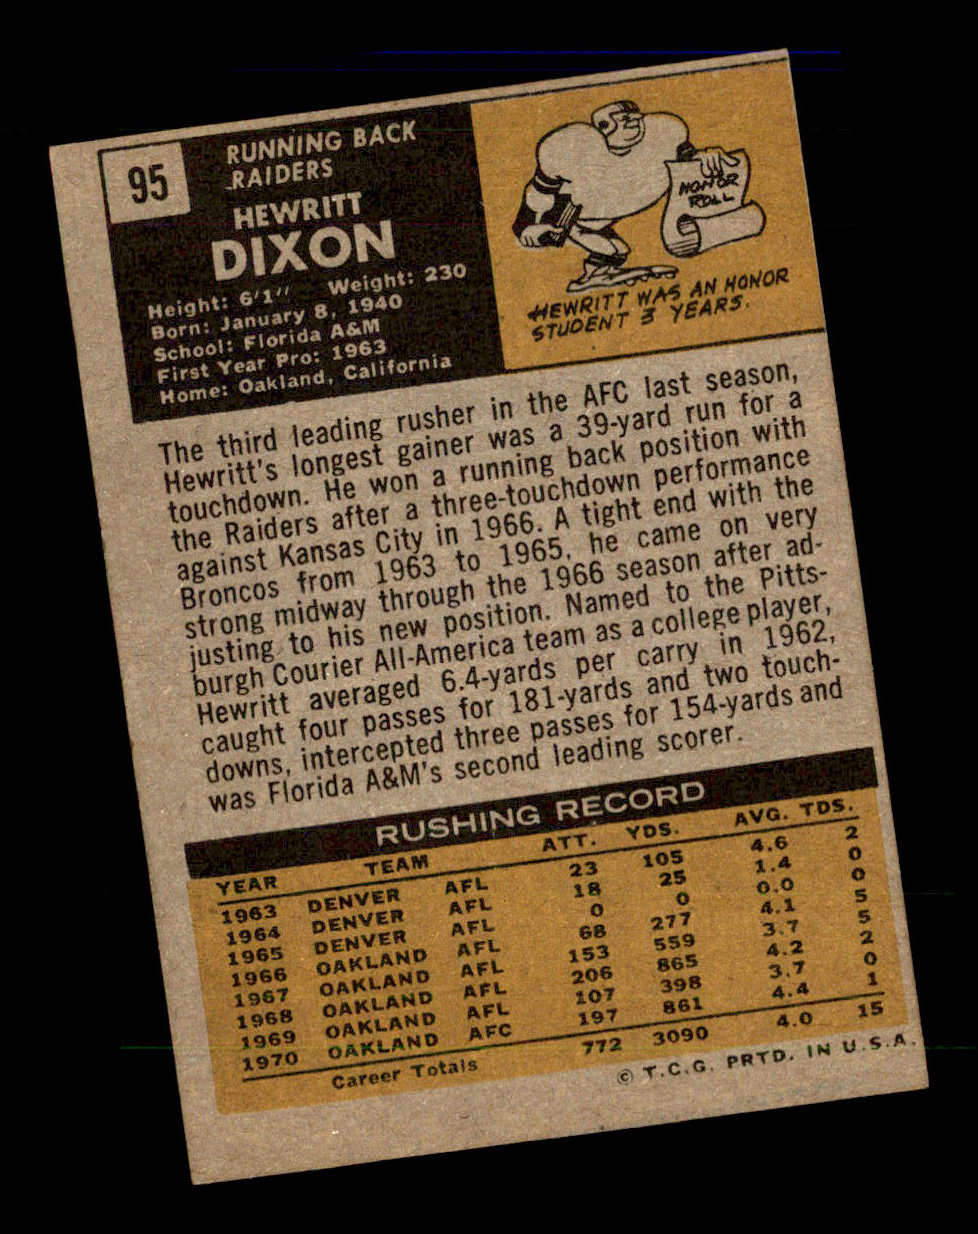 95
RUNNING BACK
RAIDERS
HEWRITT
DIXON
Height: 6'1" Weight: 230
Born: January 8, 1940
School: Florida A&M
First Year Pro: 1963
Home: Oakland, California
HONOR
ROLL
HEWRITT WAS AN HONOR
STUDENT 3 YEARS.
The third leading rusher in the AFC last season,
Hewritt's longest gainer was a 39-yard run for a
touchdown. He won a running back position with
the Raiders after a three-touchdown performance
against Kansas City in 1966. A tight end with the
Broncos from 1963 to 1965, he came on very
strong midway through the 1966 season after ad-
justing to his new position. Named to the Pitts-
burgh Courier All-America team as a college player,
Hewritt averaged 6.4-yards per carry in 1962,
caught four passes for 181-yards and two touch-
downs, intercepted three passes for 154-yards and
was Florida A&M's second leading scorer.
RUSHING RECORD
YEAR TEAM ATT. YDS. AVG. TDS.
1963 DENVER AFL 23 105 4.6 2
1964 DENVER AFL 18 25 1.4 0
1965 DENVER AFL 0 0 0.0 0
1966 OAKLAND AFL 68 277 4.1 5
1967 OAKLAND AFL 153 559 3.7 5
1968 OAKLAND AFL 206 865 4.2 2
1969 OAKLAND AFL 107 398 3.7 0
1970 OAKLAND AFC 197 861 4.4 1
Career Totals 772 3090 4.0 15
© T.C.G. PRTD. IN U.S.A.